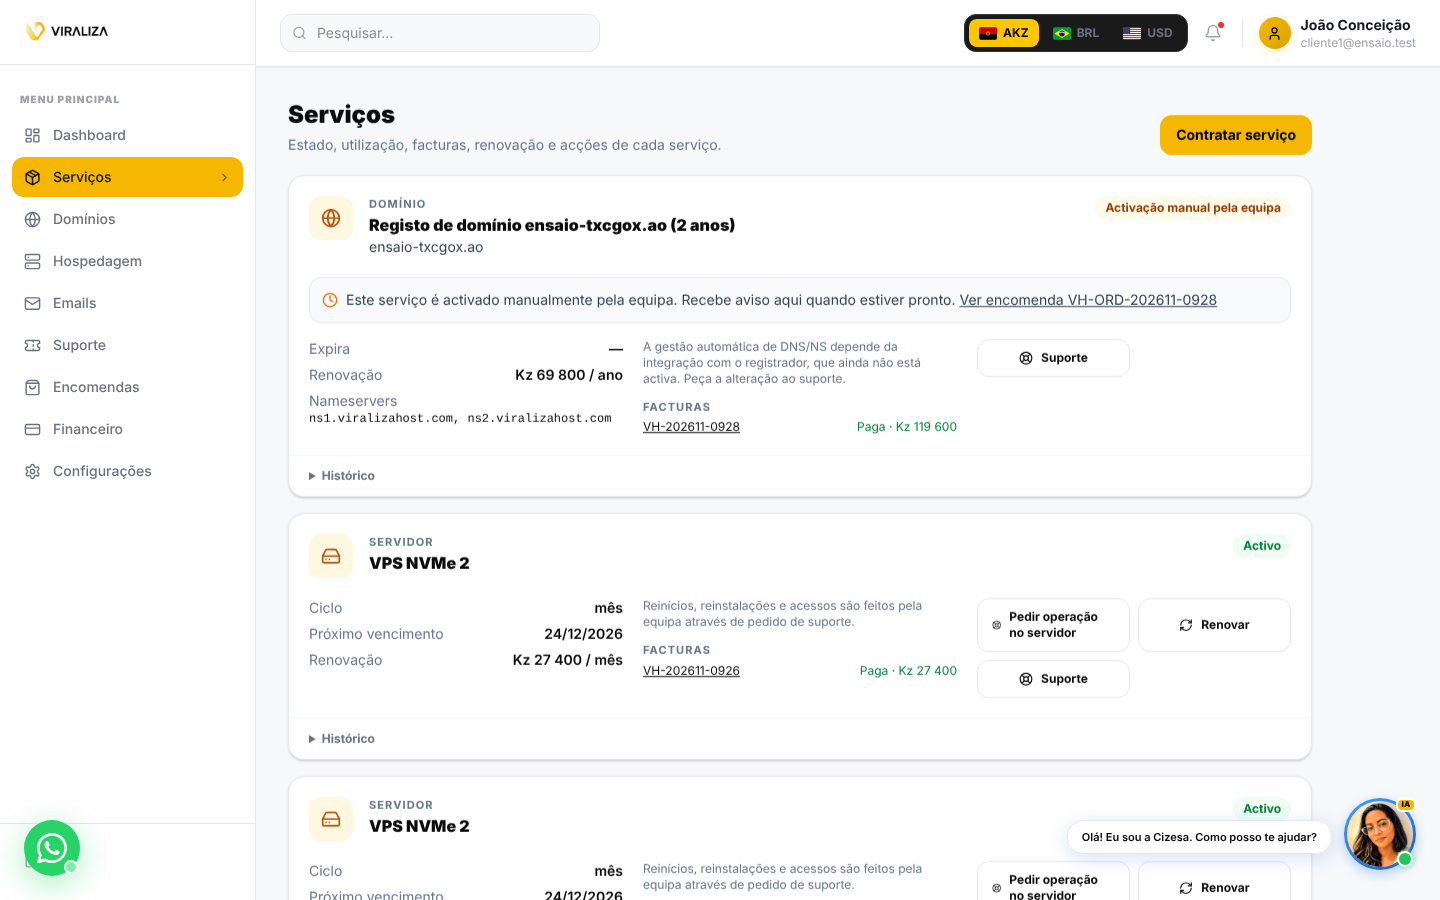 VIRALIZA
Pesquisar...
AKZ
BRL
USD
João Conceição
cliente1@ensaio.test
MENU PRINCIPAL
Dashboard
Serviços
Domínios
Hospedagem
Emails
Suporte
Encomendas
Financeiro
Configurações
Serviços
Estado, utilização, facturas, renovação e acções de cada serviço.
Contratar serviço
DOMÍNIO
Registo de domínio ensaio-txcgox.ao (2 anos)
ensaio-txcgox.ao
Activação manual pela equipa
Este serviço é activado manualmente pela equipa. Recebe aviso aqui quando estiver pronto. Ver encomenda VH-ORD-202611-0928
Expira —
Renovação Kz 69 800 / ano
Nameservers
ns1.viralizahost.com, ns2.viralizahost.com
A gestão automática de DNS/NS depende da
integração com o registrador, que ainda não está
activa. Peça a alteração ao suporte.
FACTURAS
VH-202611-0928 Paga · Kz 119 600
Suporte
Histórico
SERVIDOR
VPS NVMe 2
Activo
Ciclo mês
Próximo vencimento 24/12/2026
Renovação Kz 27 400 / mês
Reinícios, reinstalações e acessos são feitos pela
equipa através de pedido de suporte.
FACTURAS
VH-202611-0926 Paga · Kz 27 400
Pedir operação
no servidor
Renovar
Suporte
Histórico
SERVIDOR
VPS NVMe 2
Activo
Ciclo mês
Próximo vencimento 24/12/2026
Reinícios, reinstalações e acessos são feitos pela
equipa através de pedido de suporte.
Pedir operação
no servidor
Renovar
Olá! Eu sou a Cizesa. Como posso te ajudar?
IA